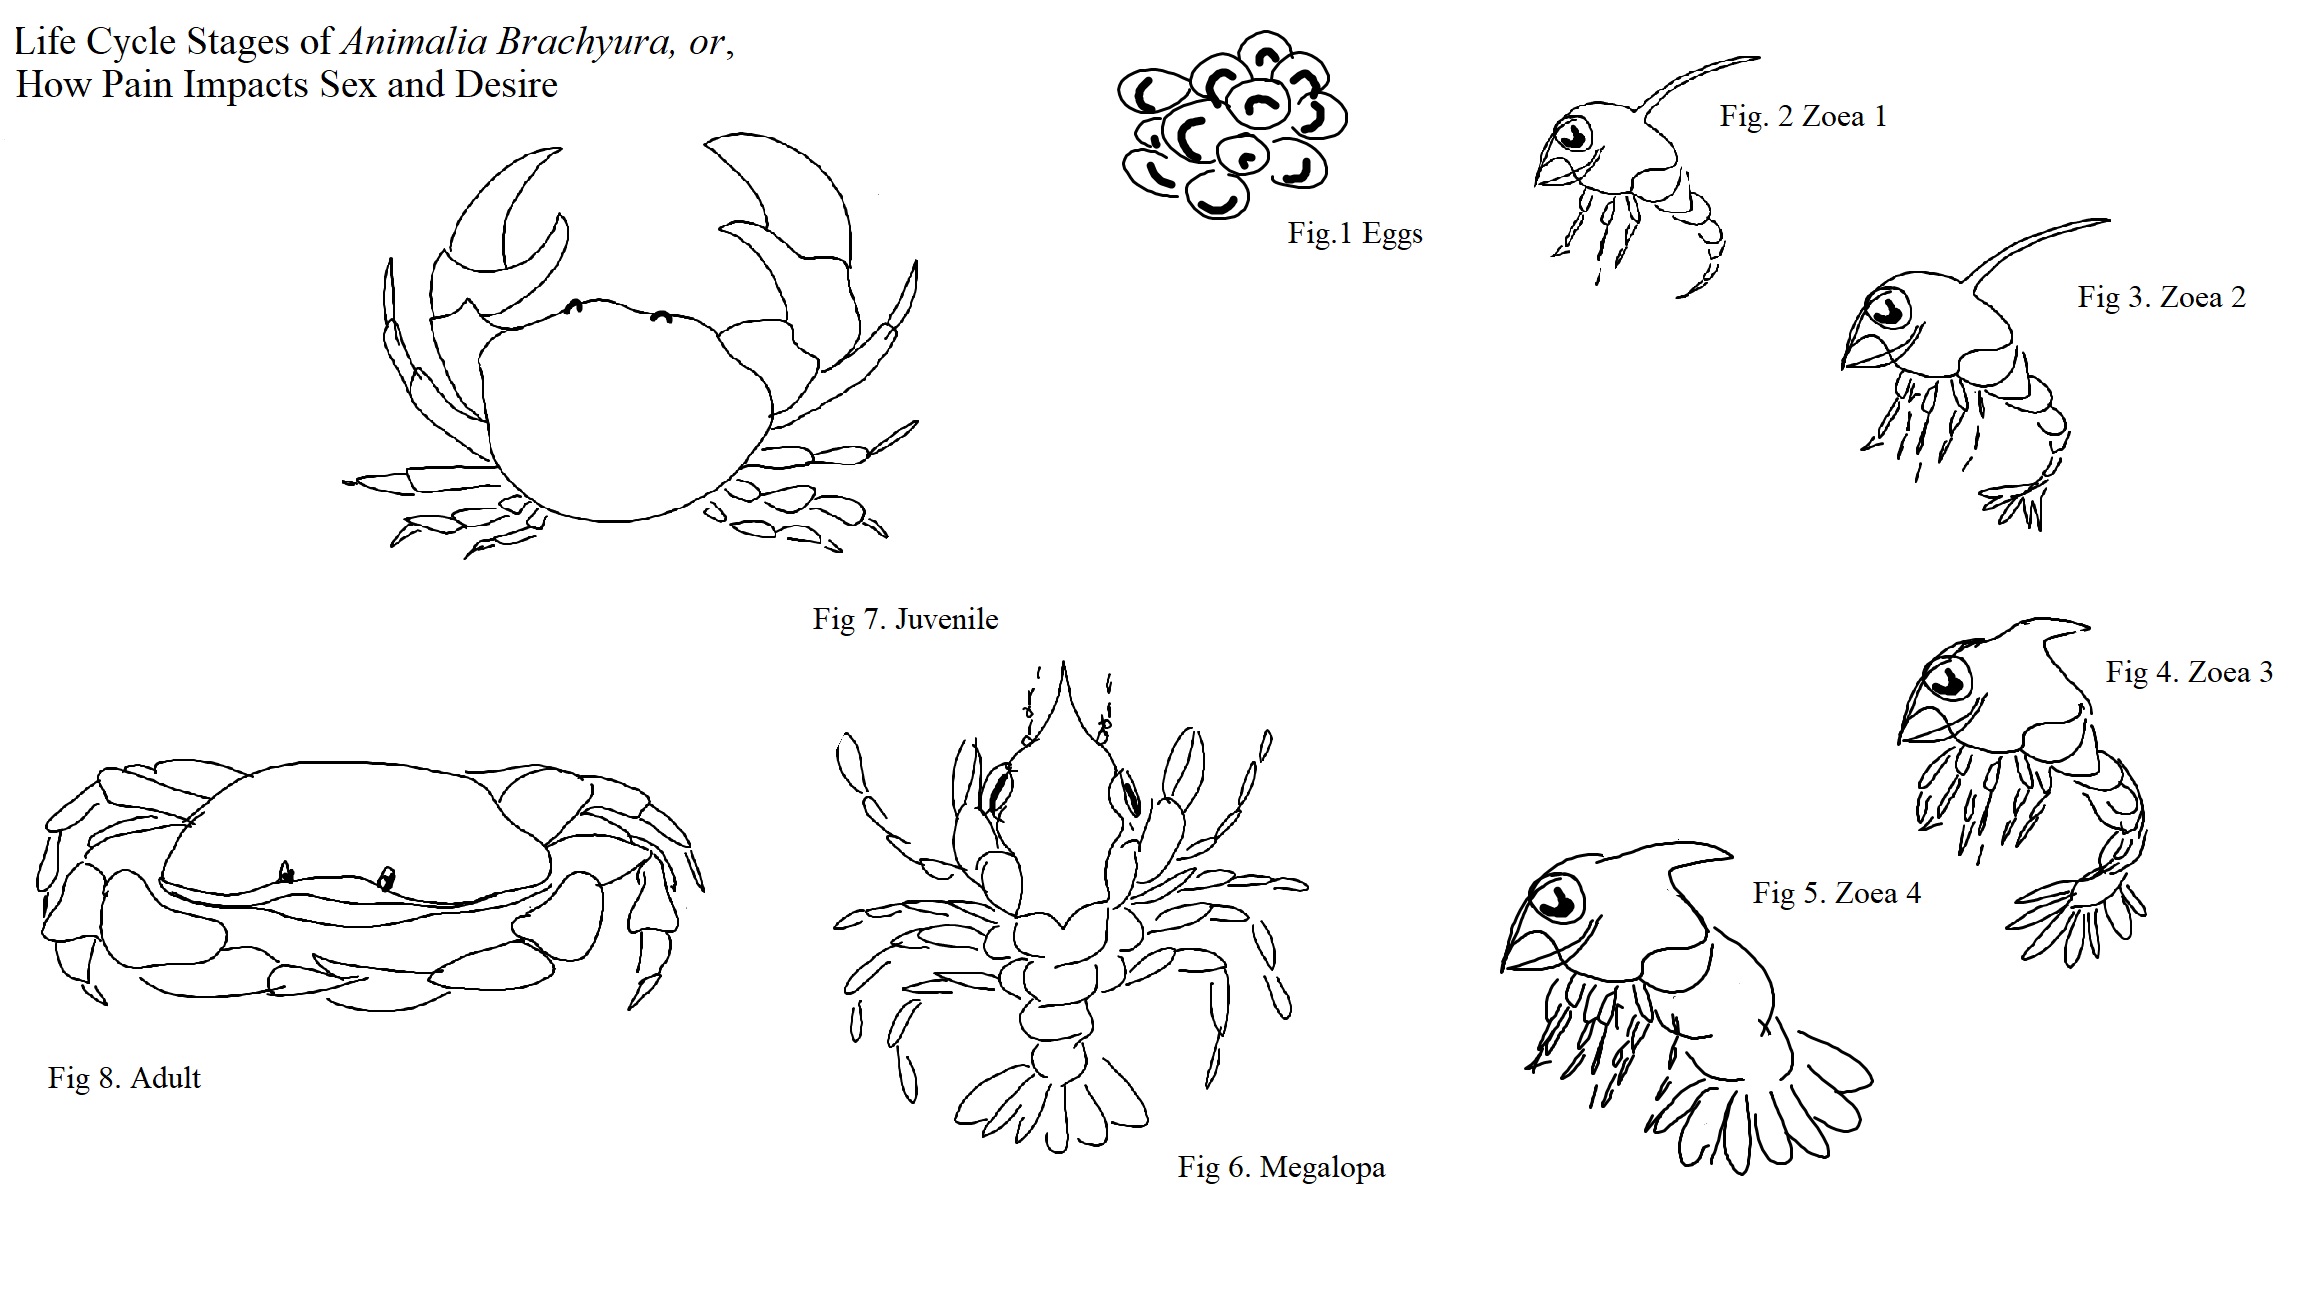 Life Cycle Stages of Animalia Brachyura, or,
How Pain Impacts Sex and Desire
Fig.1 Eggs
Fig. 2 Zoea 1
Fig 3. Zoea 2
Fig 4. Zoea 3
Fig 5. Zoea 4
Fig 6. Megalopa
Fig 7. Juvenile
Fig 8. Adult